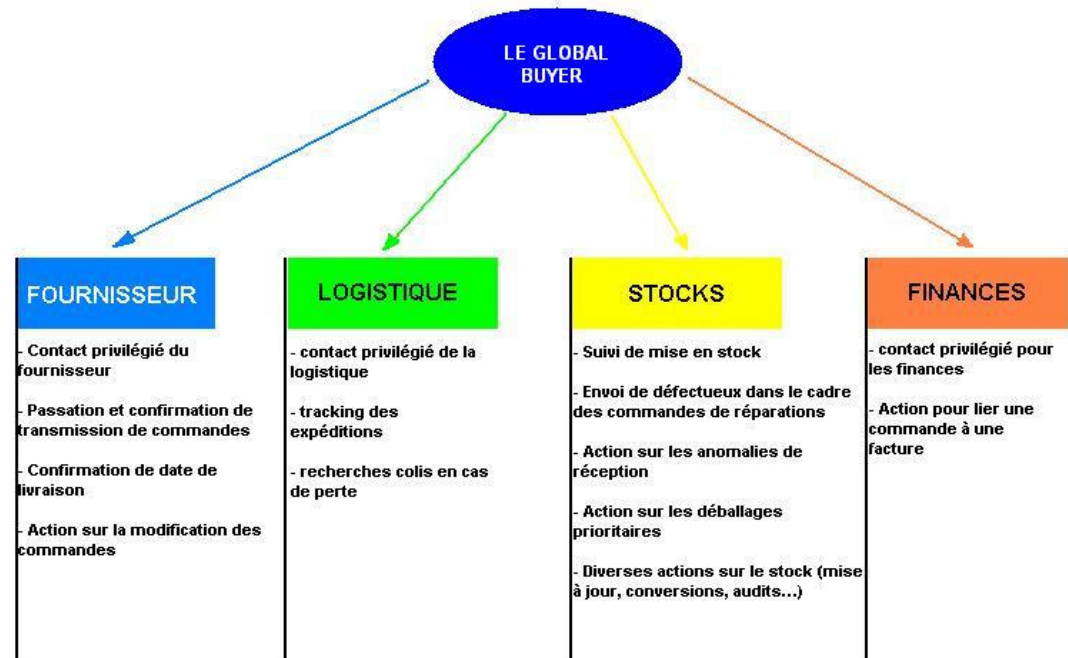 LE GLOBAL
BUYER
FOURNISSEUR
- Contact privilégié du
fournisseur
- Passation et confirmation de
transmission de commandes
- Confirmation de date de
livraison
- Action sur la modification des
commandes
LOGISTIQUE
- contact privilégié de la
logistique
- tracking des
expéditions
- recherches colis en cas
de perte
STOCKS
- Suivi de mise en stock
- Envoi de défectueux dans le cadre
des commandes de réparations
- Action sur les anomalies de
réception
- Action sur les déballages
prioritaires
- Diverses actions sur le stock (mise
à jour, conversions, audits...)
FINANCES
- contact privilégié pour
les finances
- Action pour lier une
commande à une
facture